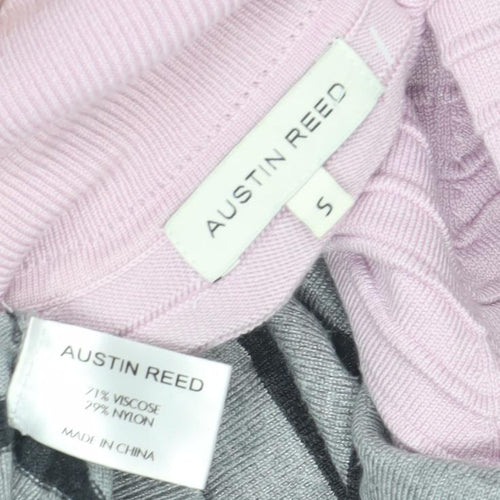 AUSTIN REED
S
AUSTIN REED
71% VISCOSE
29% NYLON
MADE IN CHINA